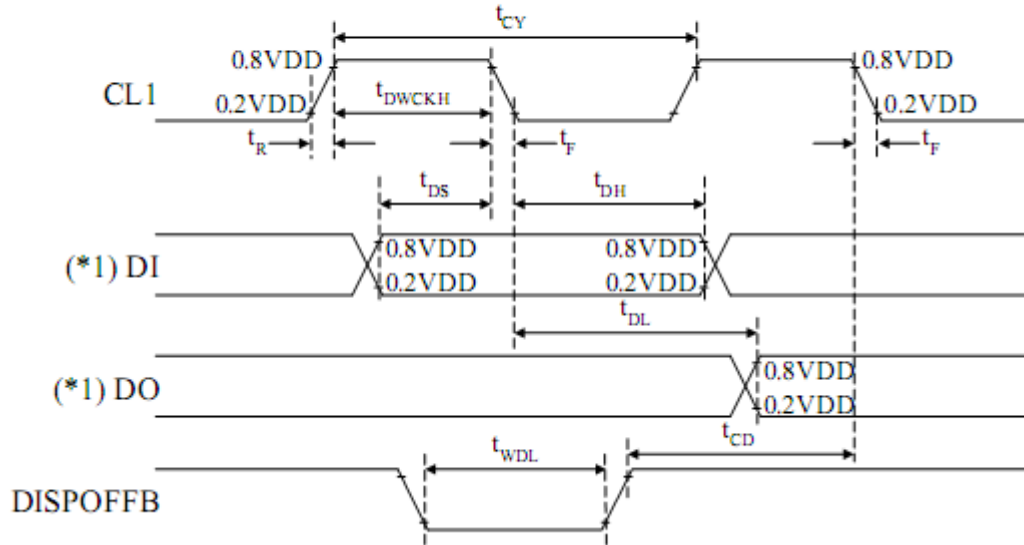 tCY
0.8VDD 0.8VDD
CL1 tDWCKH
0.2VDD 0.2VDD
tR tF tF
tDS tDH
0.8VDD 0.8VDD
(*1) DI
0.2VDD 0.2VDD
tDL
(*1) DO 0.8VDD
0.2VDD
tWDL tCD
DISPOFFB